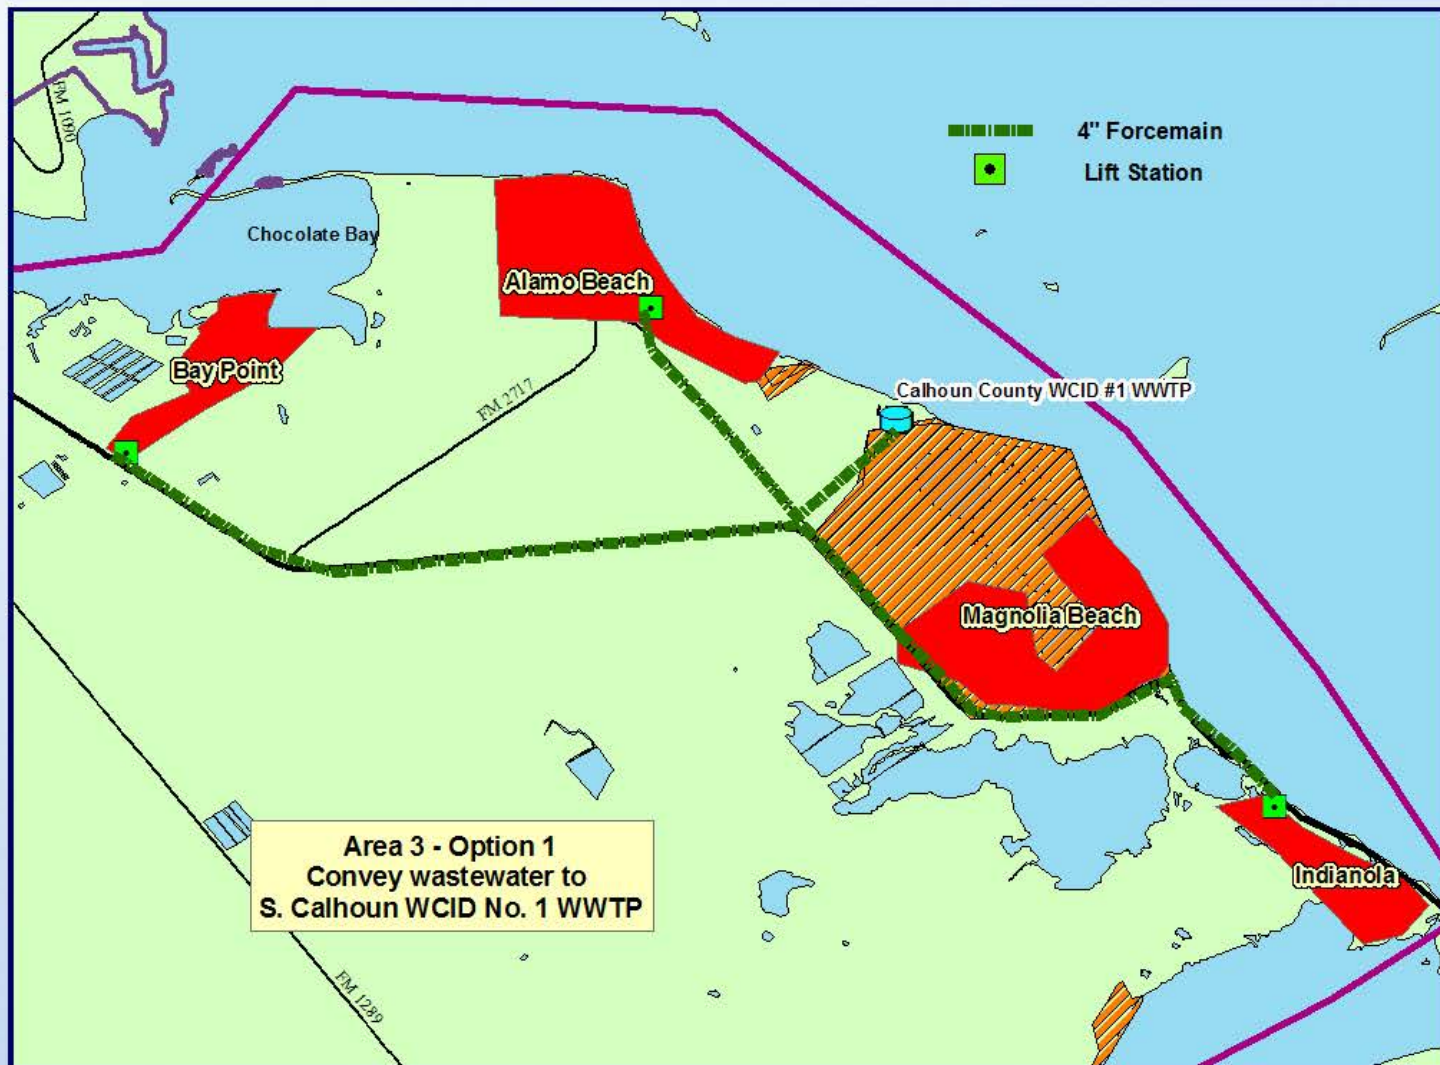 FM 1090
4" Forcemain
Lift Station
Chocolate Bay
Alamo Beach
Bay Point
FM 2717
Calhoun County WCID #1 WWTP
Magnolia Beach
Area 3 - Option 1
Convey wastewater to
S. Calhoun WCID No. 1 WWTP
Indianola
FM 1289